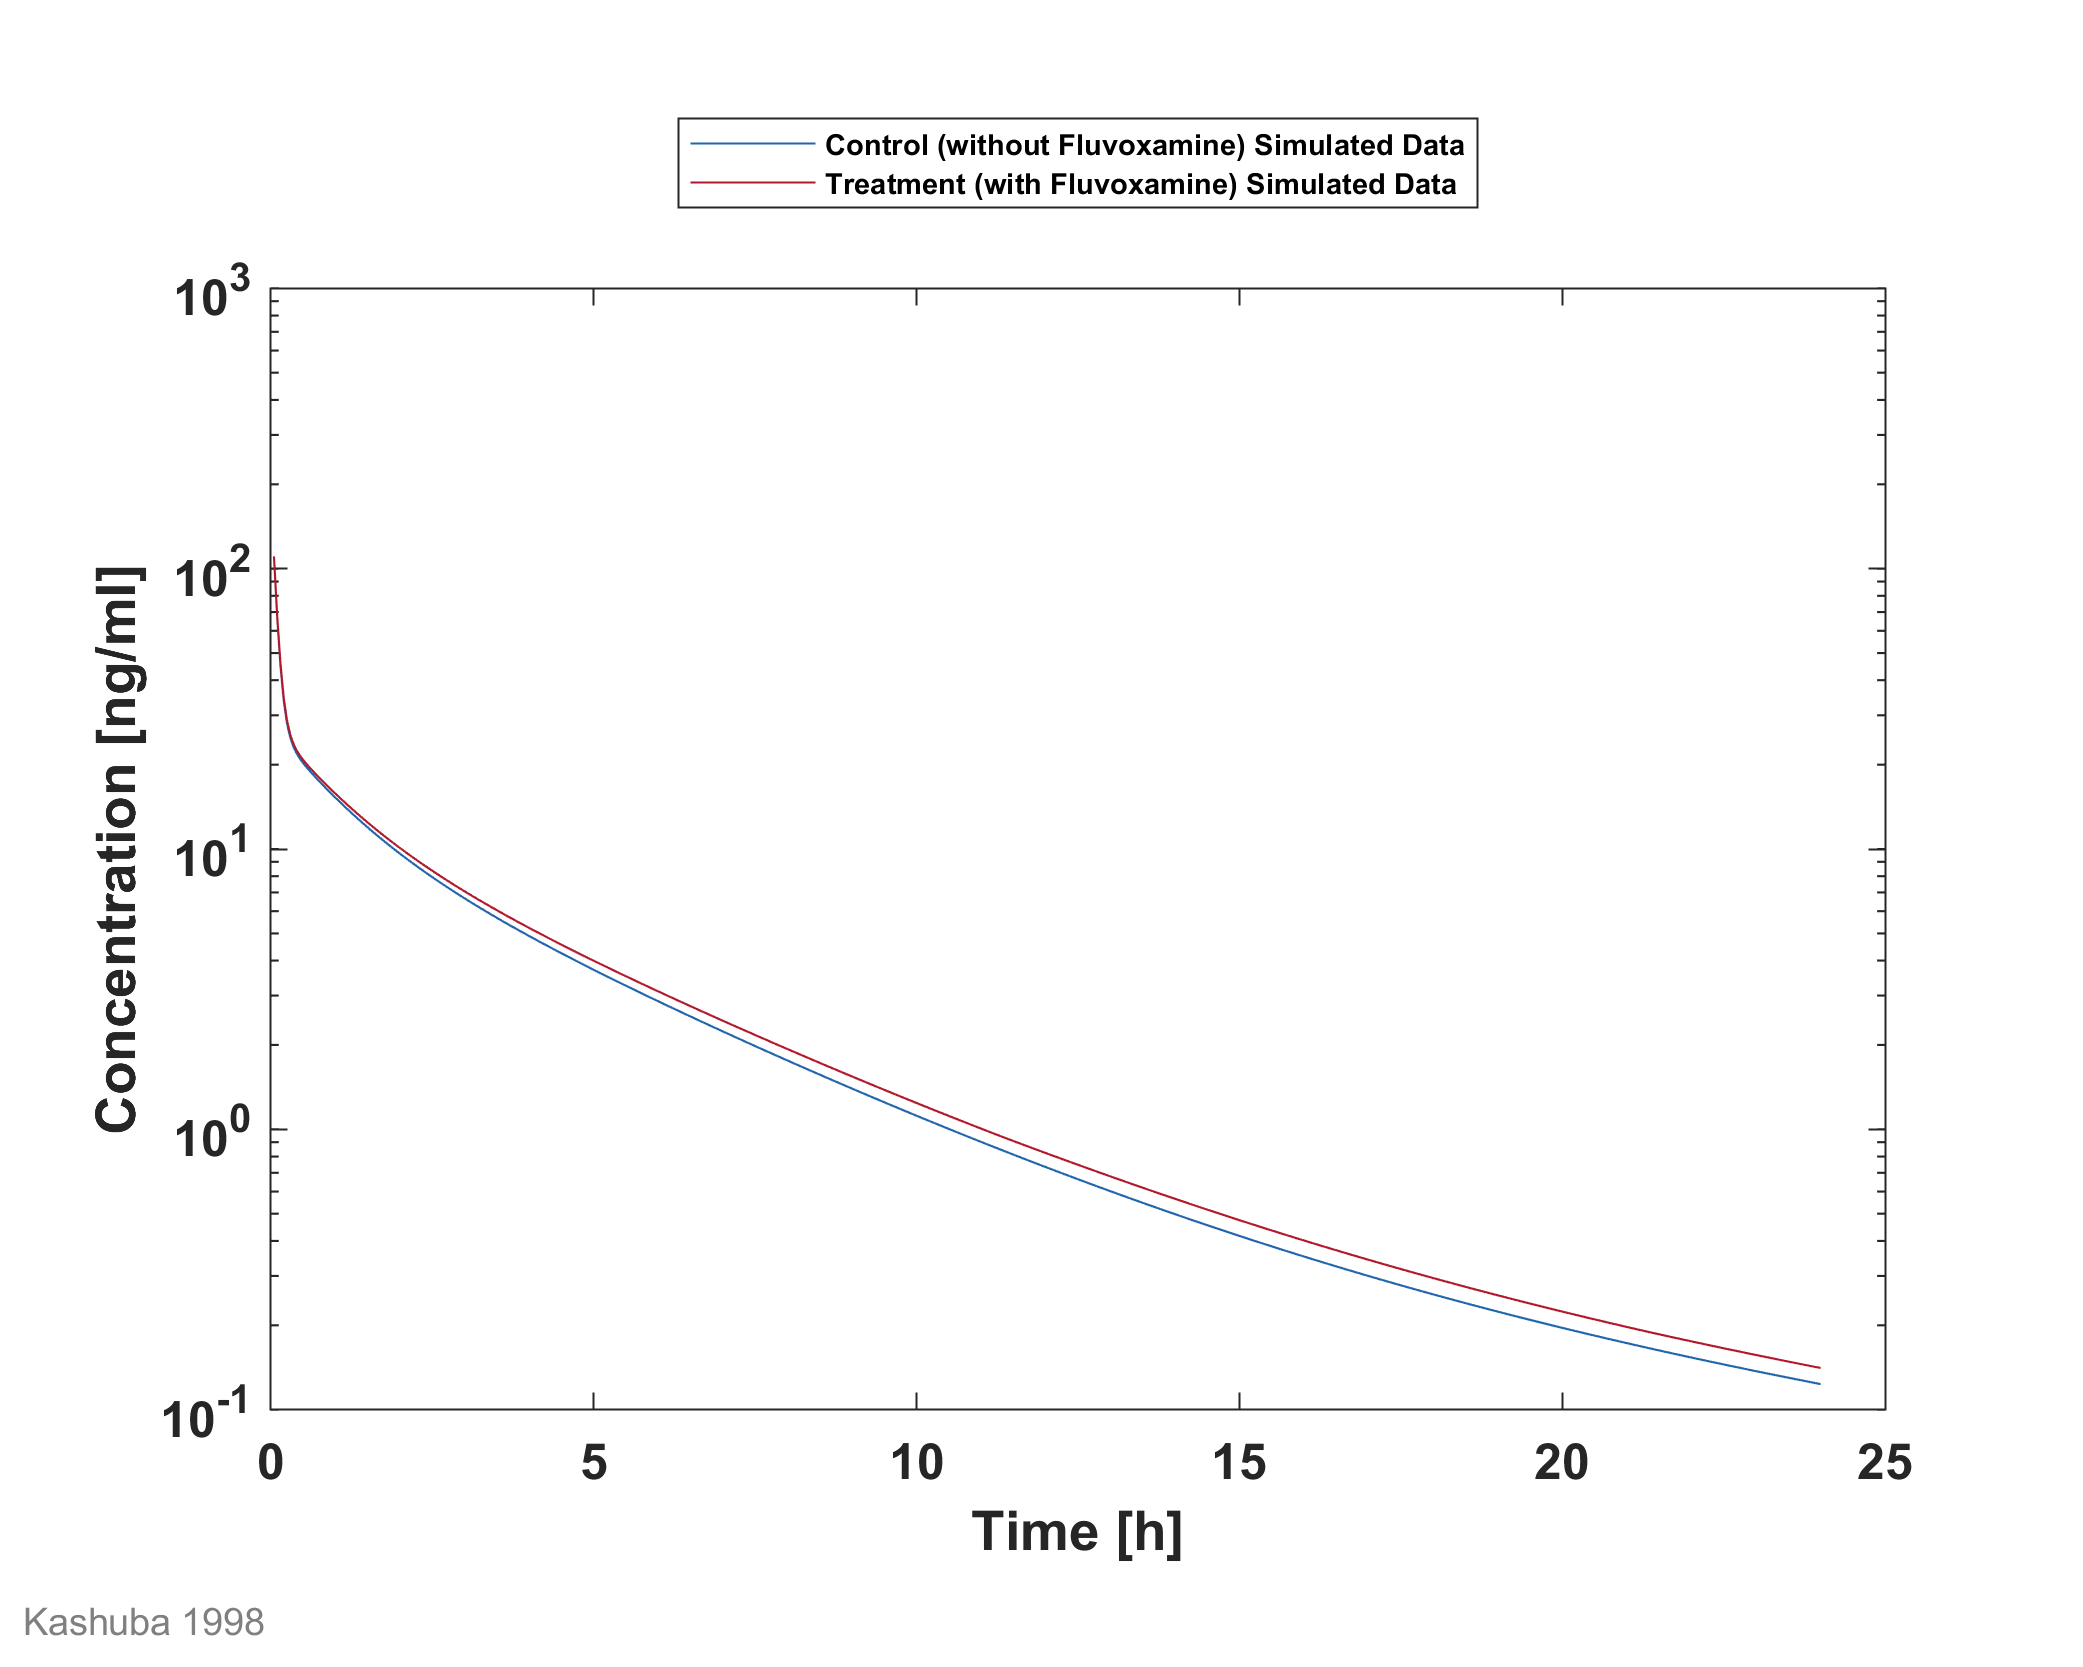 Control (without Fluvoxamine) Simulated Data
Treatment (with Fluvoxamine) Simulated Data
10^3
10^2
10^1
10^0
10^-1
Concentration [ng/ml]
0 5 10 15 20 25
Time [h]
Kashuba 1998